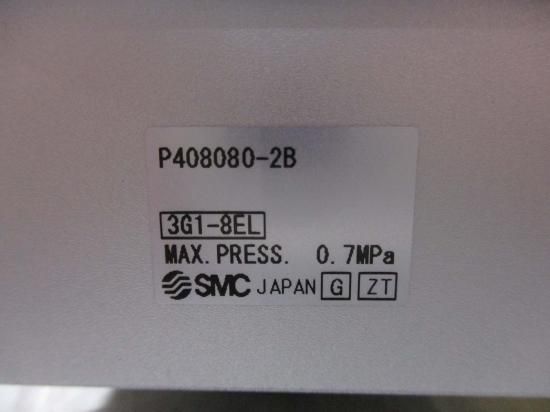 P408080-2B
3G1-8EL
MAX. PRESS. 0.7MPa
SMC JAPAN G ZT